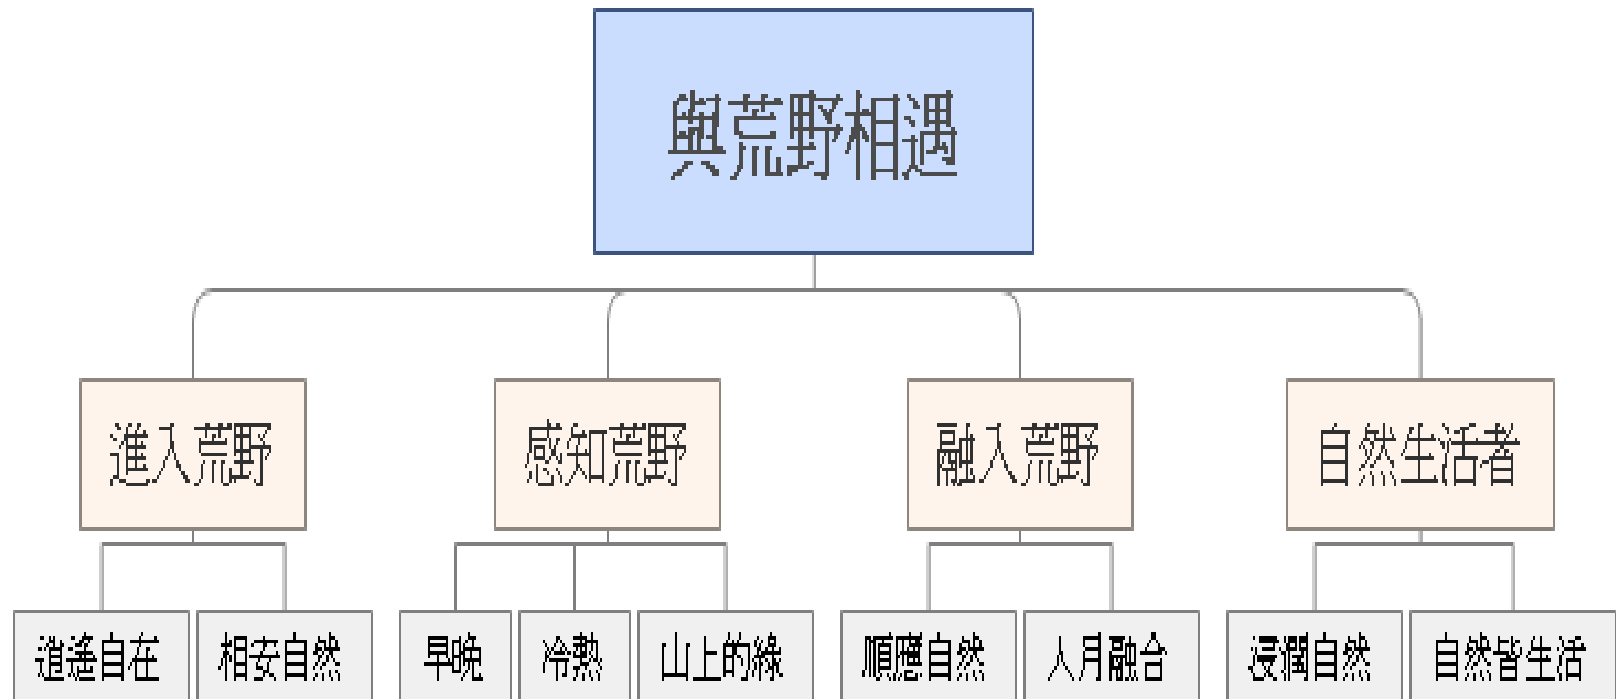 與荒野相遇
進入荒野
感知荒野
融入荒野
自然生活者
逍遙自在
相安自然
早晚
冷熱
山上的緣
順應自然
人月融合
浸潤自然
自然皆生活